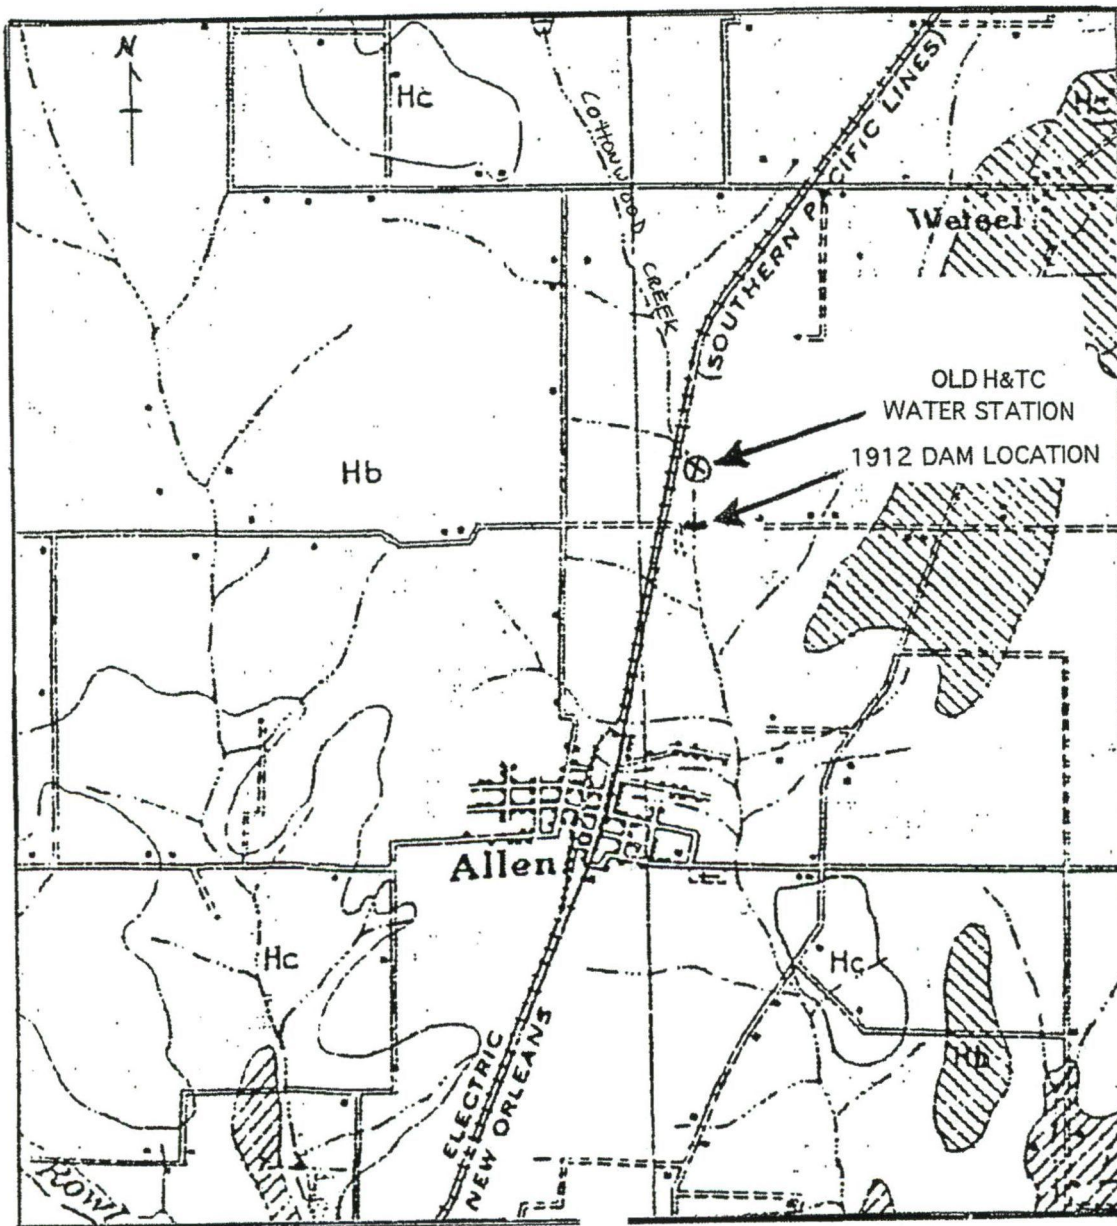 N
Hc
COTTONWOOD
CREEK
(SOUTHERN PACIFIC LINES)
Wetsel
OLD H&TC
WATER STATION
1912 DAM LOCATION
Hb
Allen
Hc
Hc
Hb
ELECTRIC
NEW ORLEANS
Rowl